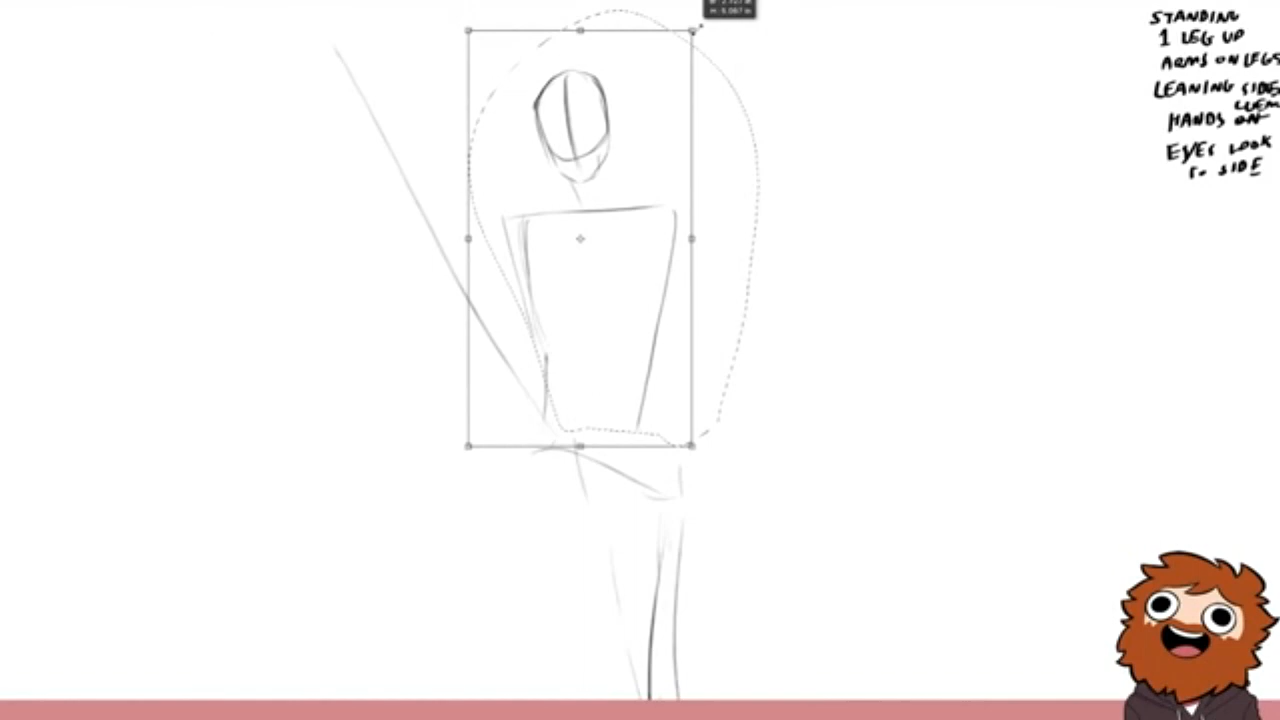 STANDING
1 LEG UP
ARMS ON LEGS
LEANING SIDE
HANDS ON
EYES LOOK
TO SIDE